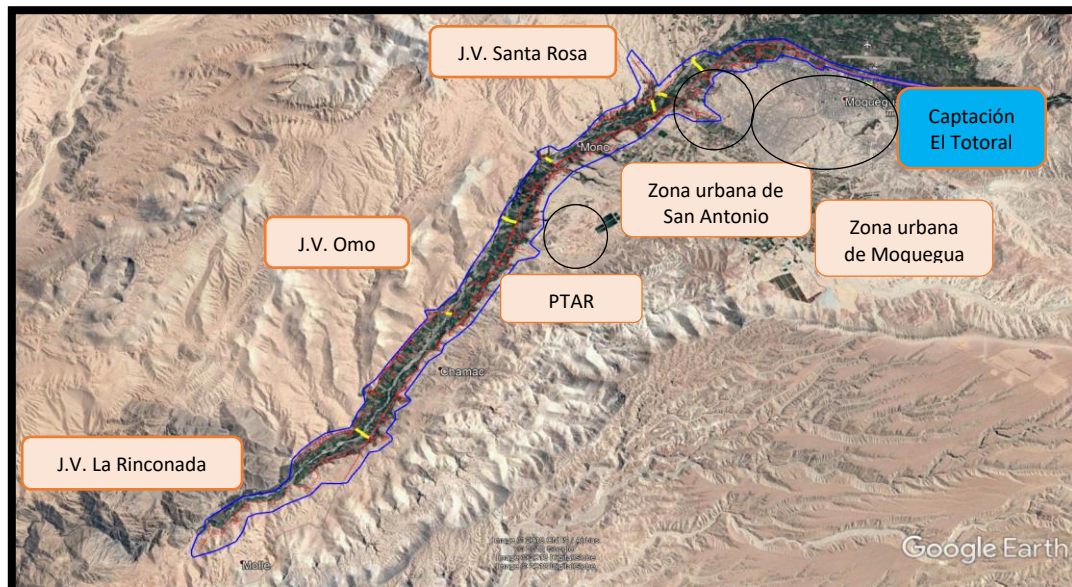 J.V. Santa Rosa
Moquegu
Captación
El Totoral
Mono
Zona urbana de
San Antonio
J.V. Omo
Zona urbana
de Moquegua
PTAR
Chamac
J.V. La Rinconada
Google Earth
Molle